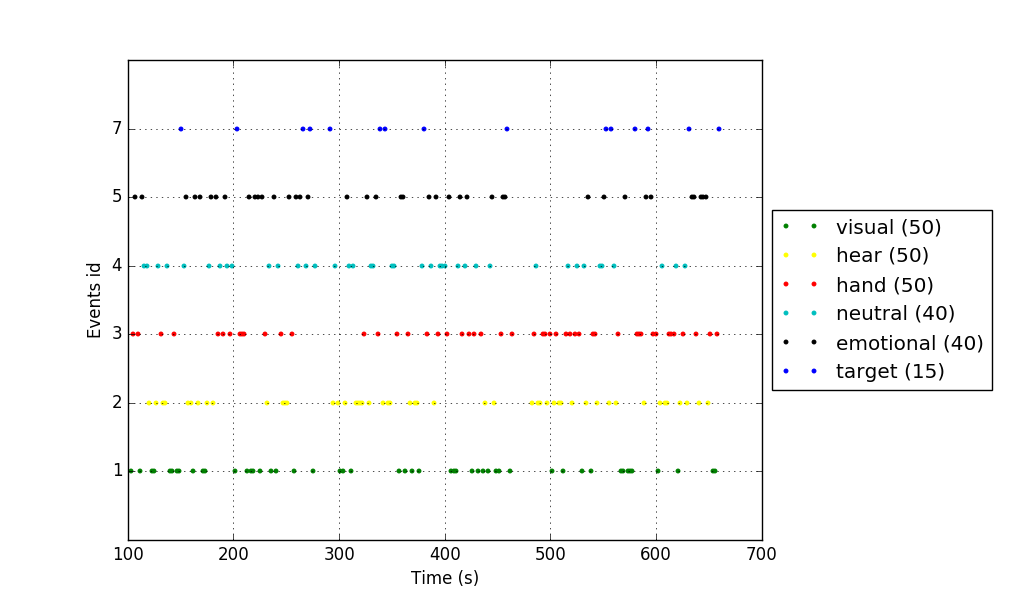 7
5
4
3
2
1
Events id
100 200 300 400 500 600 700
Time (s)
visual (50)
hear (50)
hand (50)
neutral (40)
emotional (40)
target (15)